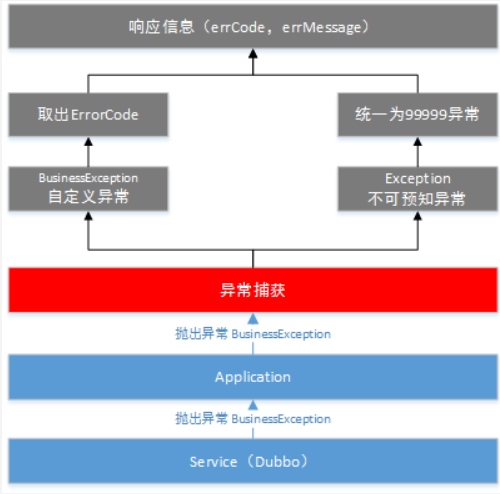 响应信息（errCode，errMessage）
取出ErrorCode
统一为99999异常
BusinessException
自定义异常
Exception
不可预知异常
异常捕获
抛出异常 BusinessException
Application
抛出异常 BusinessException
Service（Dubbo）